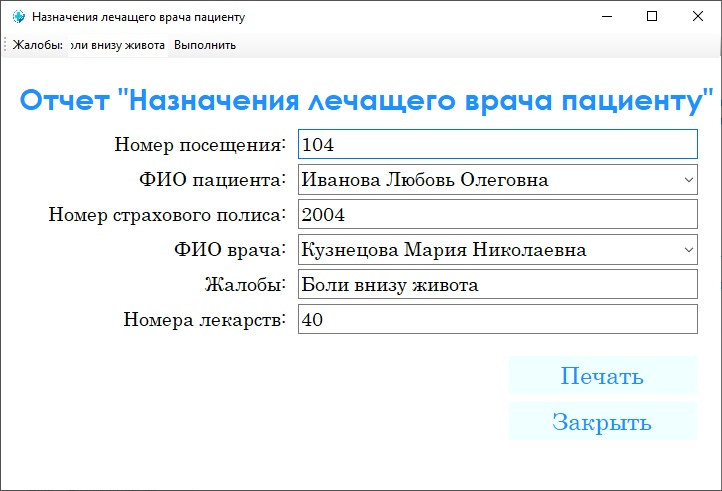 Назначения лечащего врача пациенту
Жалобы: оли внизу живота Выполнить
Отчет "Назначения лечащего врача пациенту"
Номер посещения: 104
ФИО пациента: Иванова Любовь Олеговна
Номер страхового полиса: 2004
ФИО врача: Кузнецова Мария Николаевна
Жалобы: Боли внизу живота
Номера лекарств: 40
Печать
Закрыть